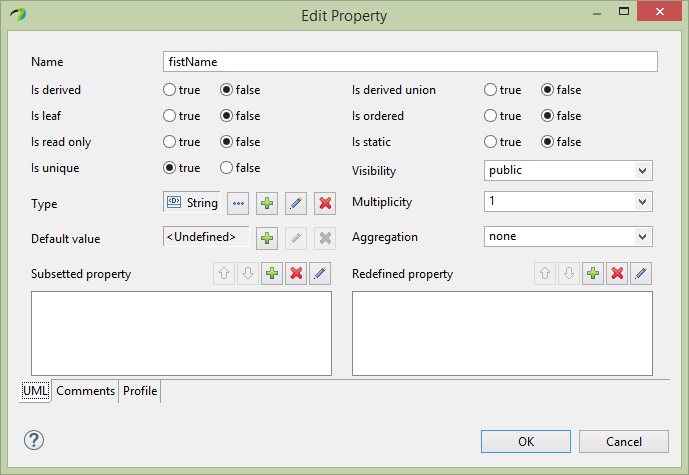 Edit Property
Name fistName
Is derived true false Is derived union true false
Is leaf true false Is ordered true false
Is read only true false Is static true false
Is unique true false Visibility public
Type <D> String Multiplicity 1
Default value <Undefined> Aggregation none
Subsetted property Redefined property
UML Comments Profile
? OK Cancel